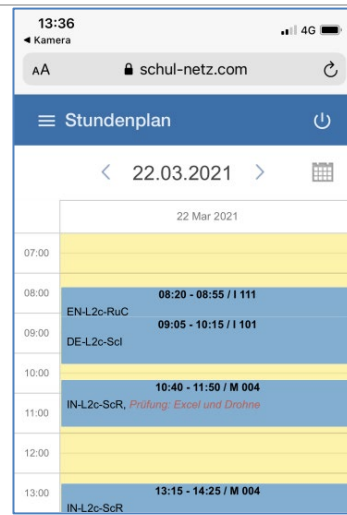 13:36
4G
◀ Kamera
AA schul-netz.com
Stundenplan
22.03.2021
22 Mar 2021
07:00
08:00
08:20 - 08:55 / I 111
EN-L2c-RuC
09:00
09:05 - 10:15 / I 101
DE-L2c-ScI
10:00
10:40 - 11:50 / M 004
IN-L2c-ScR, Prüfung: Excel und Drohne
11:00
12:00
13:00
13:15 - 14:25 / M 004
IN-L2c-ScR